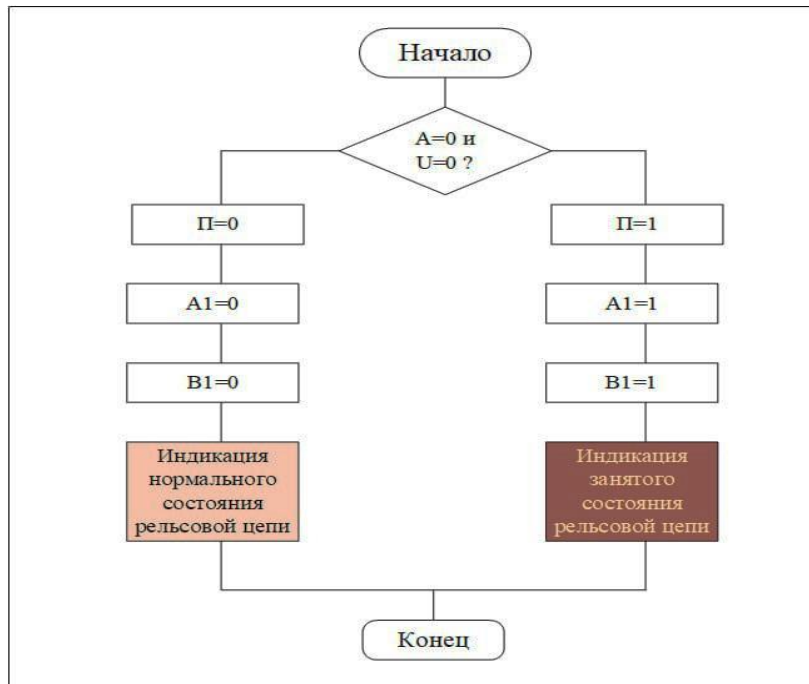 Начало
A=0 и
U=0 ?
П=0
П=1
A1=0
A1=1
B1=0
B1=1
Индикация
нормального
состояния
рельсовой цепи
Индикация
занятого
состояния
рельсовой цепи
Конец